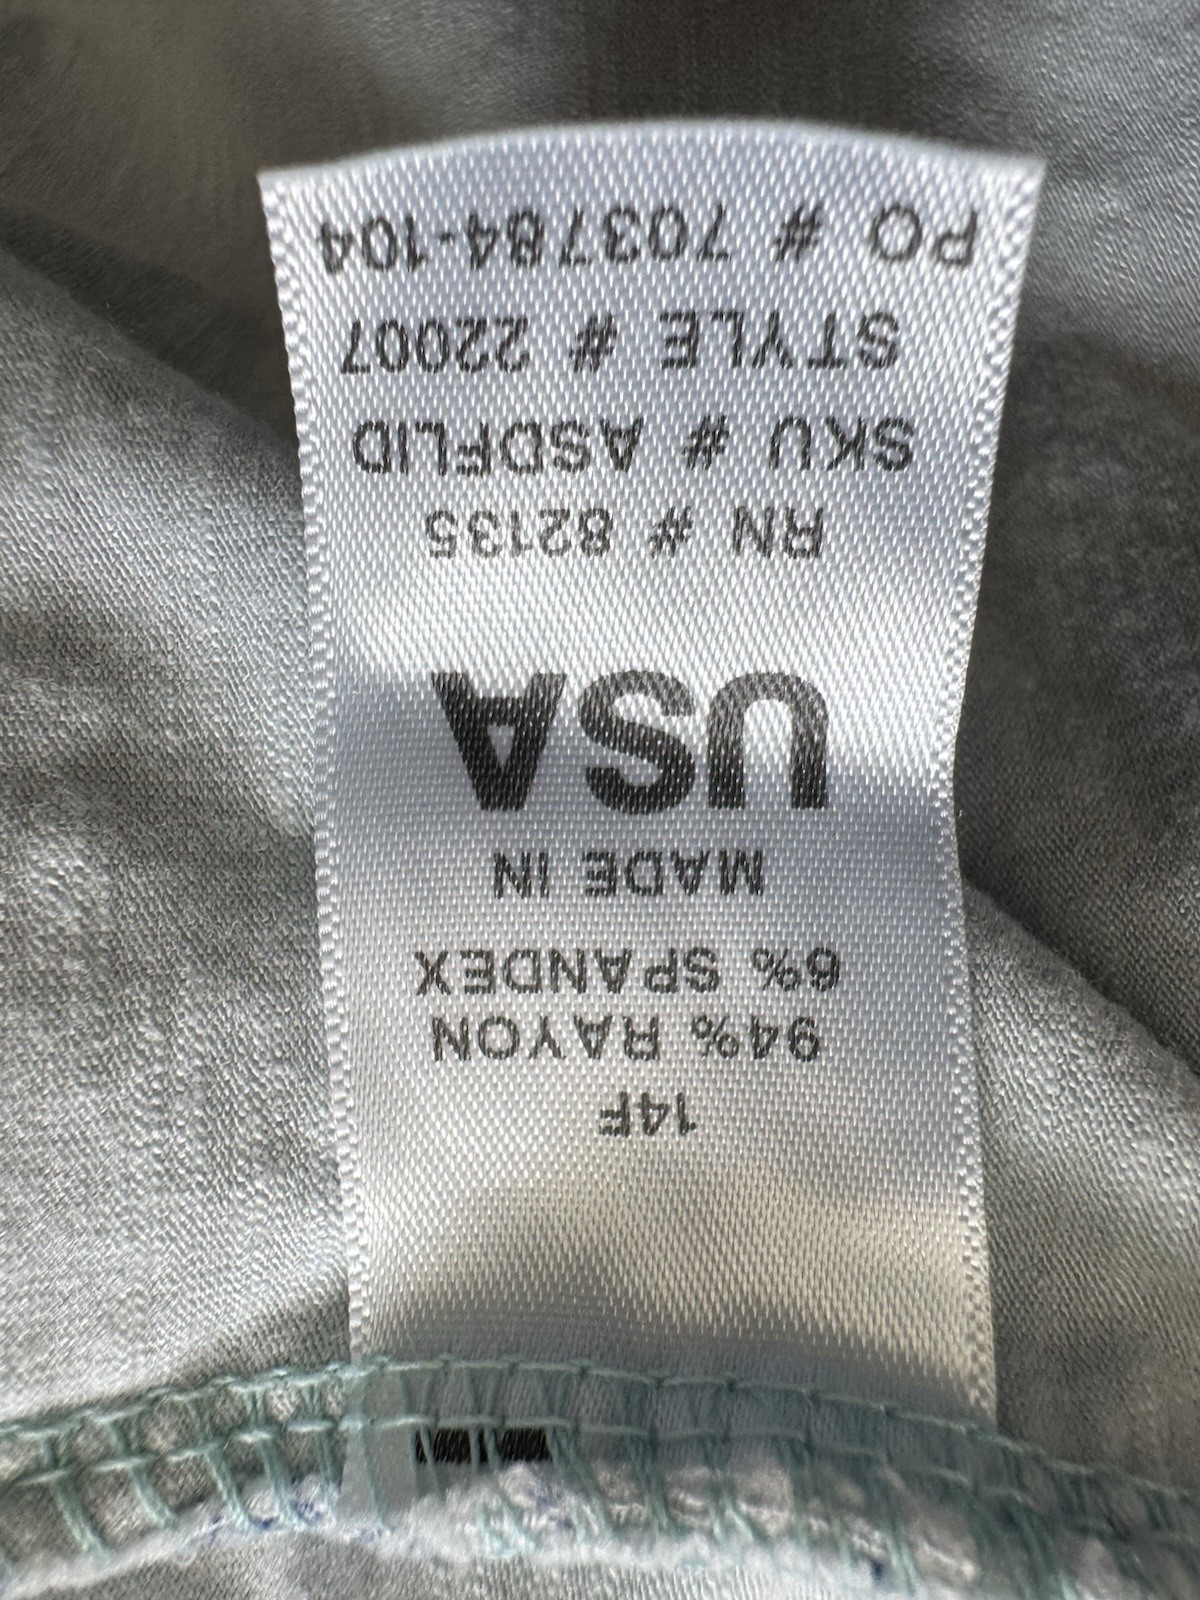 14F
94% RAYON
6% SPANDEX
MADE IN
USA
RN # 82135
SKU # ASDFLID
STYLE # 22007
PO # 703784-104